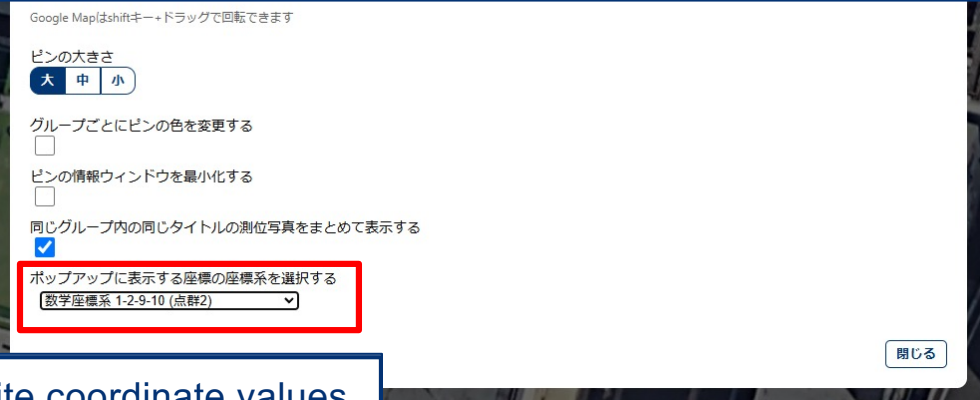 Google Mapはshiftキー+ドラッグで回転できます
ピンの大きさ
大 中 小
グループごとにピンの色を変更する
ピンの情報ウィンドウを最小化する
同じグループ内の同じタイトルの測位写真をまとめて表示する
ポップアップに表示する座標の座標系を選択する
数学座標系 1-2-9-10 (点群2)
閉じる
coordinate values